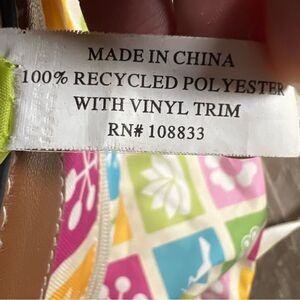 MADE IN CHINA
100% RECYCLED POLYESTER
WITH VINYL TRIM
RN# 108833